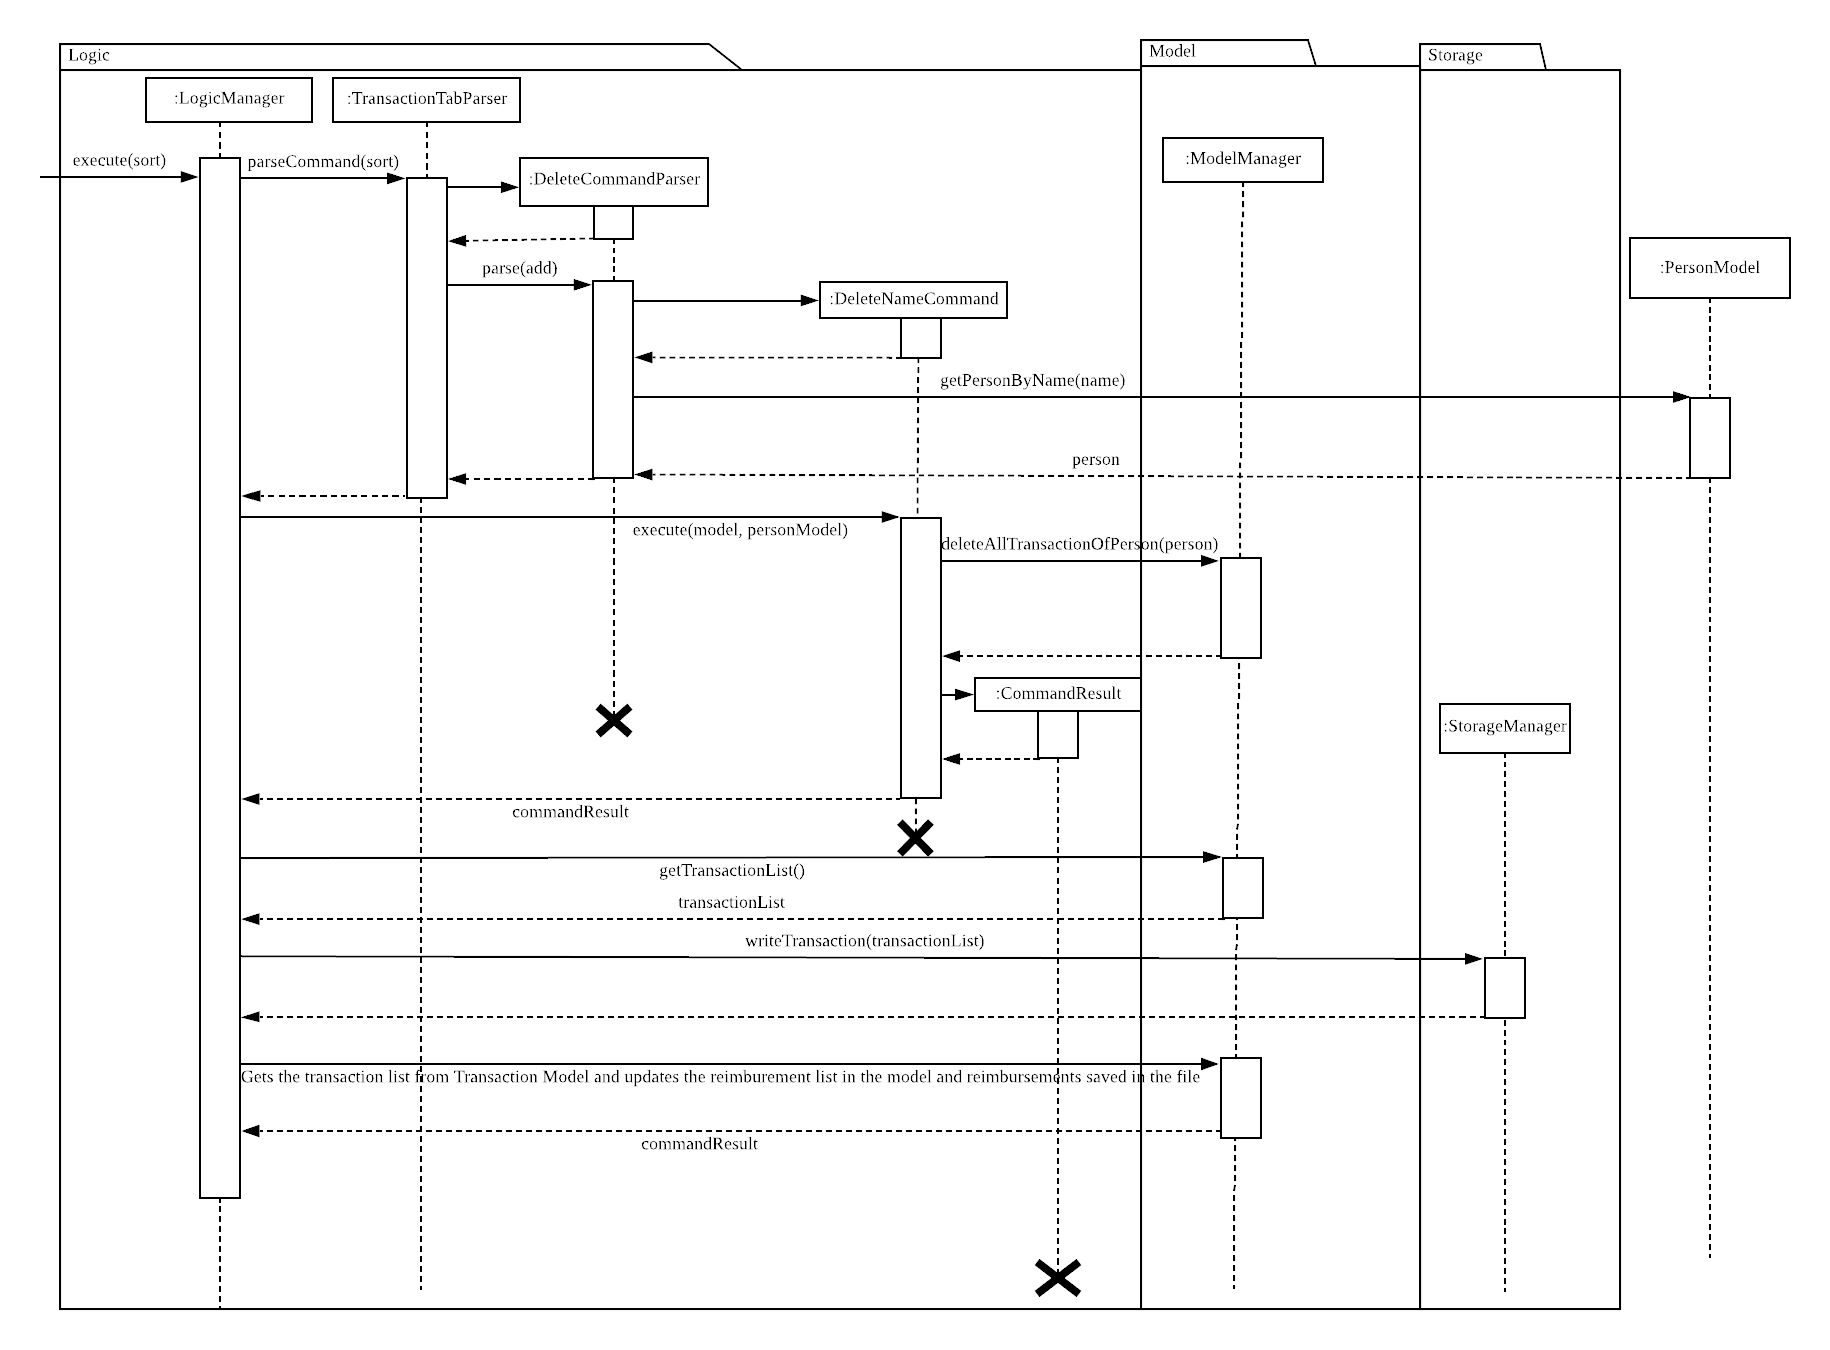 Logic
Model
Storage
:LogicManager
:TransactionTabParser
:ModelManager
execute(sort)
parseCommand(sort)
:DeleteCommandParser
:PersonModel
parse(add)
:DeleteNameCommand
getPersonByName(name)
person
execute(model, personModel)
deleteAllTransactionOfPerson(person)
:CommandResult
:StorageManager
commandResult
getTransactionList()
transactionList
writeTransaction(transactionList)
Gets the transaction list from Transaction Model and updates the reimburement list in the model and reimbursements saved in the file
commandResult